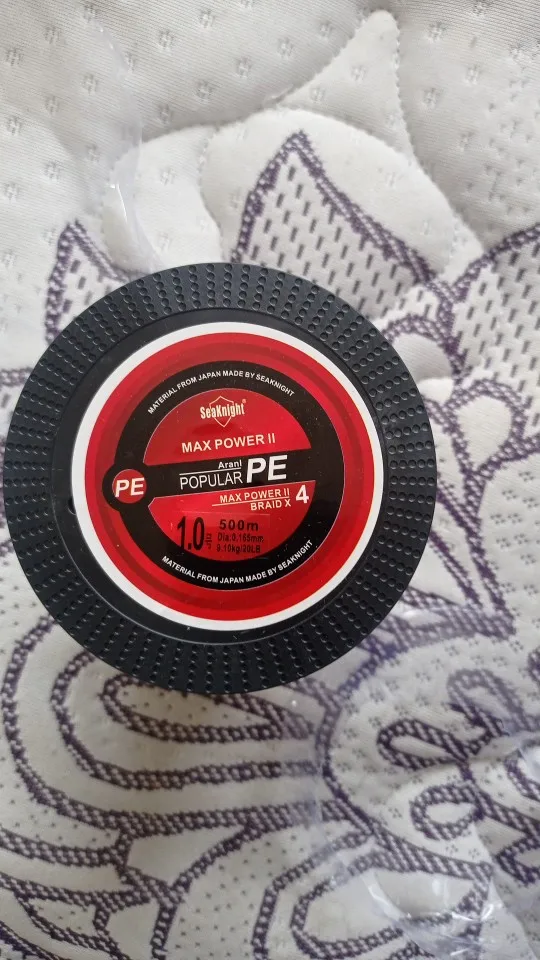 MATERIAL FROM JAPAN MADE BY SEAKNIGHT
SeaKnight®
MAX POWER II
Arani
POPULAR PE
PE
MAX POWER II
BRAID X 4
1.0
500m
Dia:0.165mm
9.10kg/20LB
MATERIAL FROM JAPAN MADE BY SEAKNIGHT